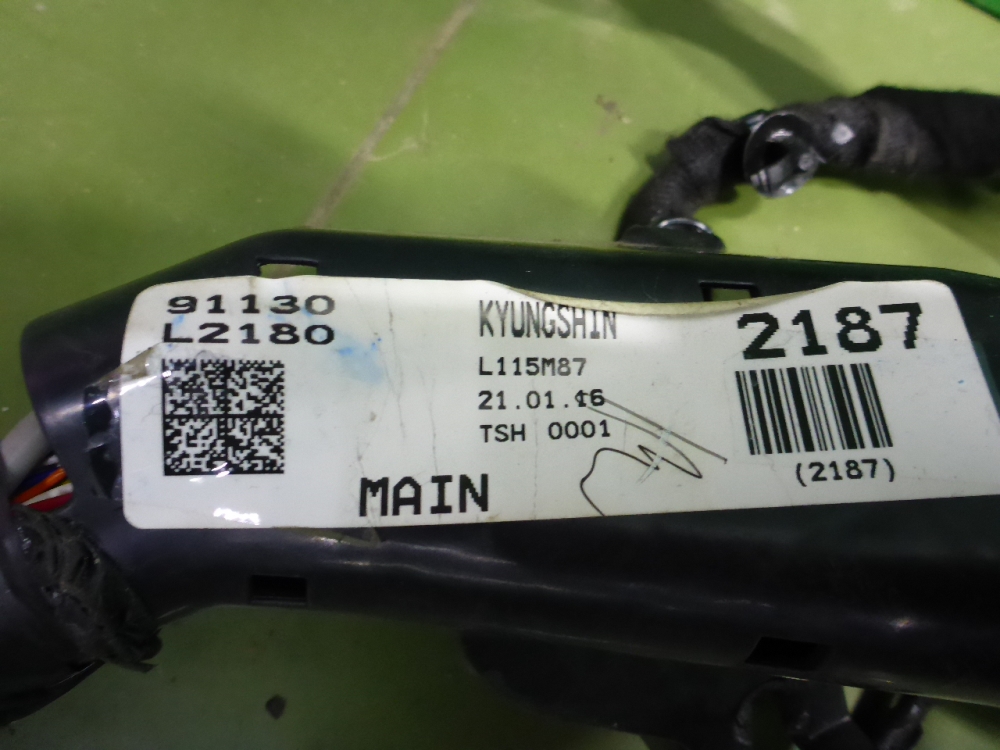 91130
L2180
KYUNGSHIN
L115M87
21.01.16
TSH 0001
MAIN
2187
(2187)